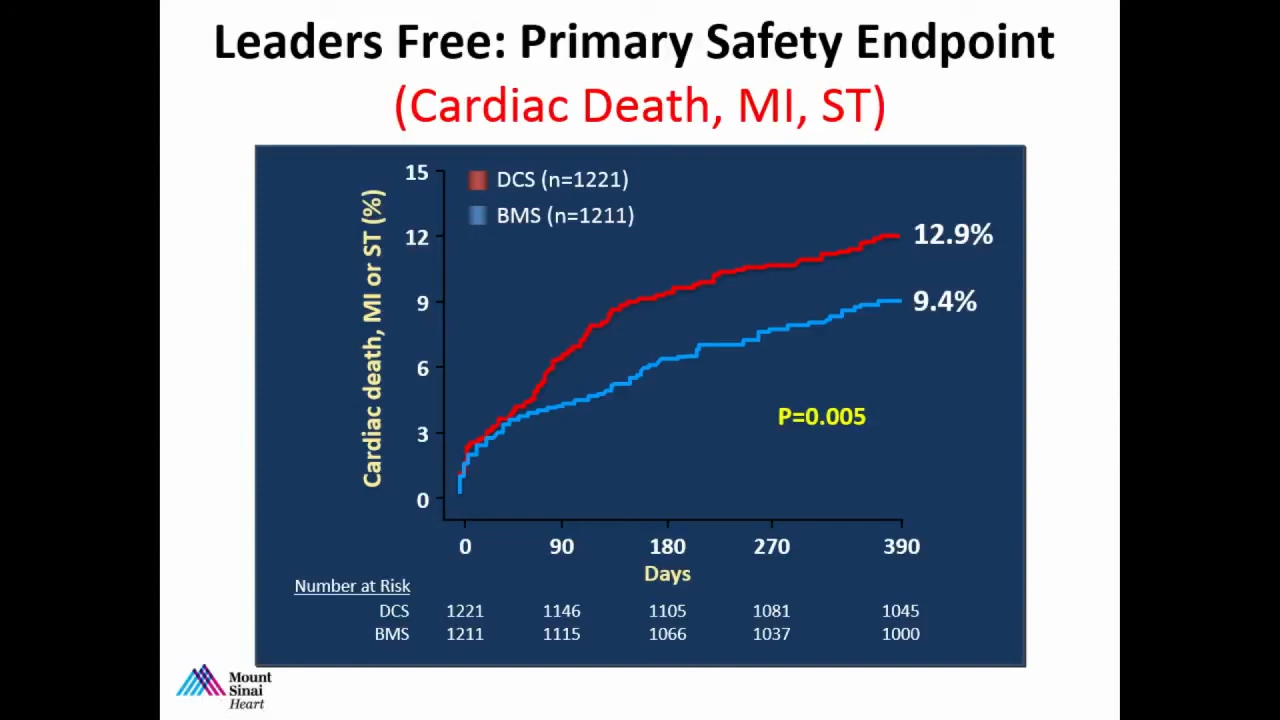 Leaders Free: Primary Safety Endpoint
(Cardiac Death, MI, ST)
Cardiac death, MI or ST (%)
15
12
9
6
3
0
DCS (n=1221)
BMS (n=1211)
12.9%
9.4%
P=0.005
0 90 180 270 390
Days
Number at Risk
DCS 1221 1146 1105 1081 1045
BMS 1211 1115 1066 1037 1000
Mount
Sinai
Heart